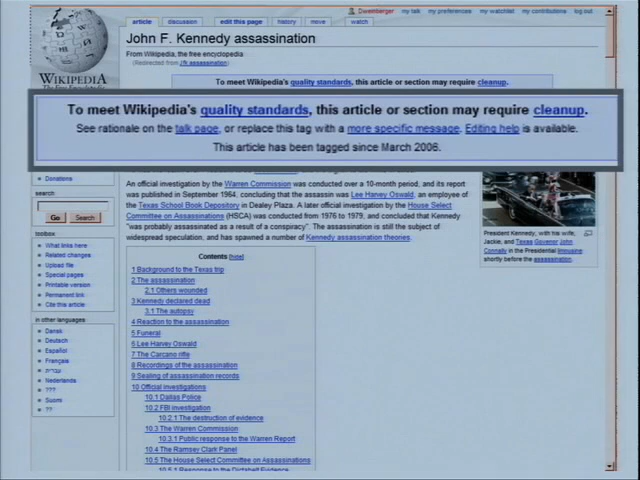 Dweinberger my talk my preferences my watchlist my contributions log out
article discussion edit this page history move watch
John F. Kennedy assassination
From Wikipedia, the free encyclopedia
(Redirected from Jfk assassination)
To meet Wikipedia's quality standards, this article or section may require cleanup.
WIKIPEDIA
The Free Encyclopedia
To meet Wikipedia's quality standards, this article or section may require cleanup.
See rationale on the talk page, or replace this tag with a more specific message. Editing help is available.
This article has been tagged since March 2006.
Donations
search
Go Search
toolbox
What links here
Related changes
Upload file
Special pages
Printable version
Permanent link
Cite this article
in other languages
Dansk
Deutsch
Español
Français
עברית
Nederlands
???
Suomi
??
An official investigation by the Warren Commission was conducted over a 10-month period, and its report
was published in September 1964, concluding that the assassin was Lee Harvey Oswald, an employee of
the Texas School Book Depository in Dealey Plaza. A later official investigation by the House Select
Committee on Assassinations (HSCA) was conducted from 1976 to 1979, and concluded that Kennedy
"was probably assassinated as a result of a conspiracy". The assassination is still the subject of
widespread speculation, and has spawned a number of Kennedy assassination theories.
President Kennedy, with his wife,
Jackie, and Texas Governor John
Connally in the Presidential limousine
shortly before the assassination.
Contents [hide]
1 Background to the Texas trip
2 The assassination
2.1 Others wounded
3 Kennedy declared dead
3.1 The autopsy
4 Reaction to the assassination
5 Funeral
6 Lee Harvey Oswald
7 The Carcano rifle
8 Recordings of the assassination
9 Sealing of assassination records
10 Official investigations
10.1 Dallas Police
10.2 FBI investigation
10.2.1 The destruction of evidence
10.3 The Warren Commission
10.3.1 Public response to the Warren Report
10.4 The Ramsey Clark Panel
10.5 The House Select Committee on Assassinations
10.5.1 Response to the Dictabelt Evidence